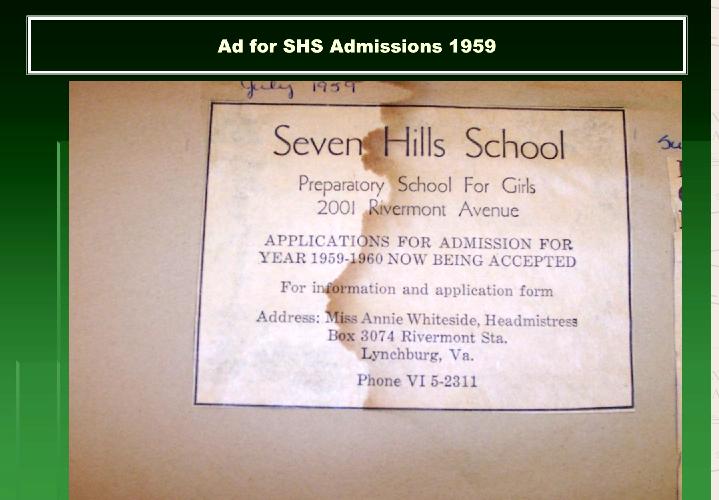 Ad for SHS Admissions 1959
July 1959
Seven Hills School
Preparatory School For Girls
2001 Rivermont Avenue
APPLICATIONS FOR ADMISSION FOR
YEAR 1959-1960 NOW BEING ACCEPTED
For information and application form
Address: Miss Annie Whiteside, Headmistress
Box 3074 Rivermont Sta.
Lynchburg, Va.
Phone VI 5-2311